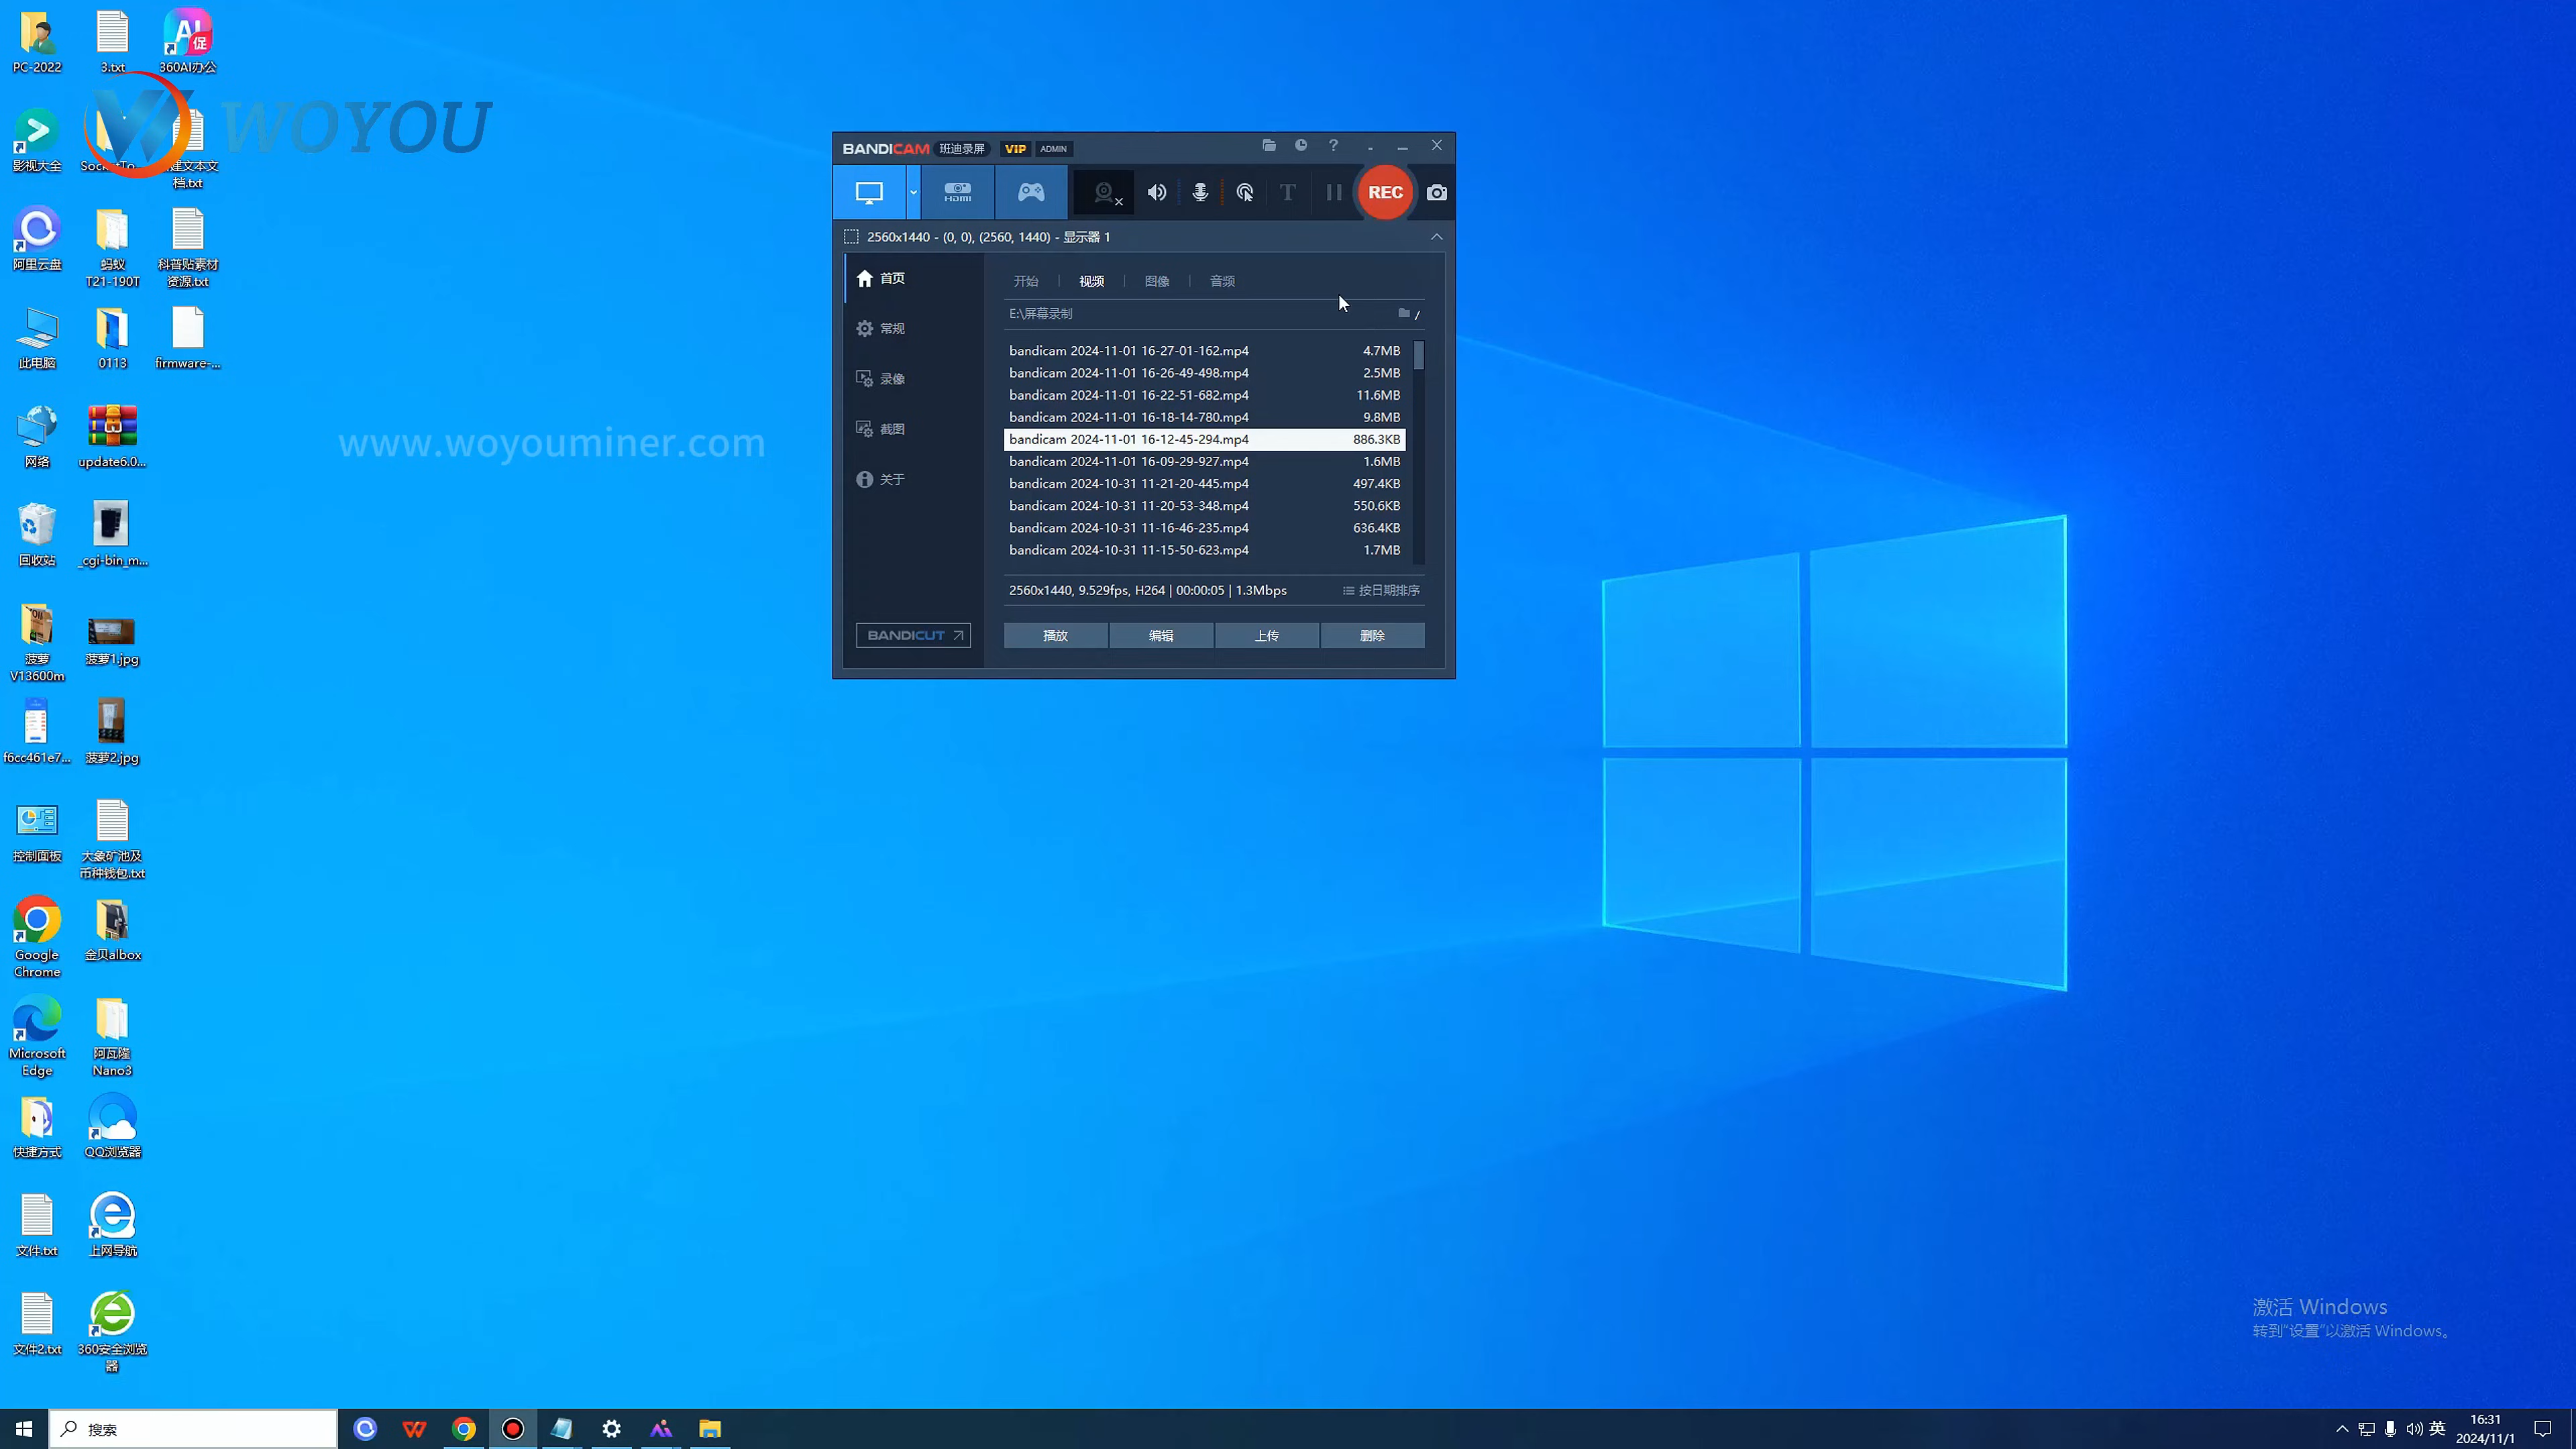 PC-2022
3.txt
360AI办公
影视大全
SocketTo...
建文本文
档.txt
WOYOU
阿里云盘
蚂蚁
T21-190T
科普贴素材
资源.txt
此电脑
0113
firmware-...
网络
update6.0...
回收站
_cgi-bin_m...
菠萝
V13600m
菠萝1.jpg
f6cc461e7...
菠萝2.jpg
控制面板
大象矿池及
币种钱包.txt
Google
Chrome
金贝albox
Microsoft
Edge
阿瓦隆
Nano3
快捷方式
QQ浏览器
文件.txt
上网导航
文件2.txt
360安全浏览
器
www.woyouminer.com
BANDICAM 班迪录屏 VIP ADMIN
HDMI
REC
2560x1440 - (0, 0), (2560, 1440) - 显示器 1
首页
常规
录像
截图
关于
BANDICUT
开始 | 视频 | 图像 | 音频
E:\屏幕录制
bandicam 2024-11-01 16-27-01-162.mp4 4.7MB
bandicam 2024-11-01 16-26-49-498.mp4 2.5MB
bandicam 2024-11-01 16-22-51-682.mp4 11.6MB
bandicam 2024-11-01 16-18-14-780.mp4 9.8MB
bandicam 2024-11-01 16-12-45-294.mp4 886.3KB
bandicam 2024-11-01 16-09-29-927.mp4 1.6MB
bandicam 2024-10-31 11-21-20-445.mp4 497.4KB
bandicam 2024-10-31 11-20-53-348.mp4 550.6KB
bandicam 2024-10-31 11-16-46-235.mp4 636.4KB
bandicam 2024-10-31 11-15-50-623.mp4 1.7MB
2560x1440, 9.529fps, H264 | 00:00:05 | 1.3Mbps 按日期排序
播放 编辑 上传 删除
激活 Windows
转到"设置"以激活 Windows。
搜索
英
16:31
2024/11/1